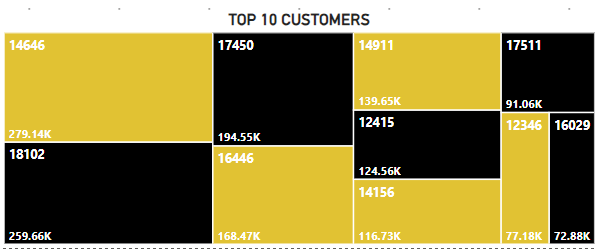 TOP 10 CUSTOMERS
14646
279.14K
18102
259.66K
17450
194.55K
16446
168.47K
14911
139.65K
12415
124.56K
14156
116.73K
17511
91.06K
12346
77.18K
16029
72.88K